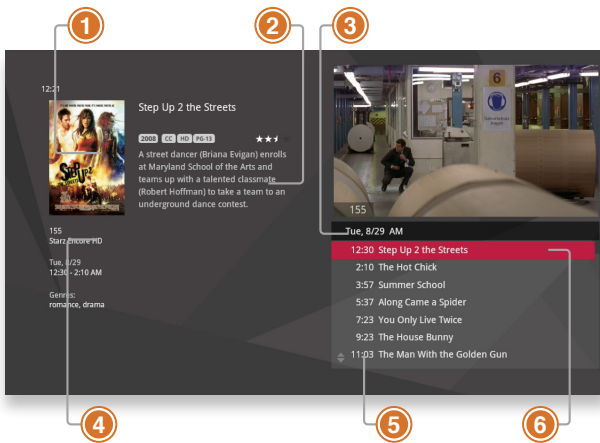 1
2
3
12:21
Step Up 2 the Streets
2008 CC HD PG-13
A street dancer (Briana Evigan) enrolls
at Maryland School of the Arts and
teams up with a talented classmate
(Robert Hoffman) to take a team to an
underground dance contest.
155
Starz Encore HD
Tue, 8/29
12:30 - 2:10 AM
Genres:
romance, drama
6
155
Tue, 8/29 AM
12:30 Step Up 2 the Streets
2:10 The Hot Chick
3:57 Summer School
5:37 Along Came a Spider
7:23 You Only Live Twice
9:23 The House Bunny
11:03 The Man With the Golden Gun
4
5
6